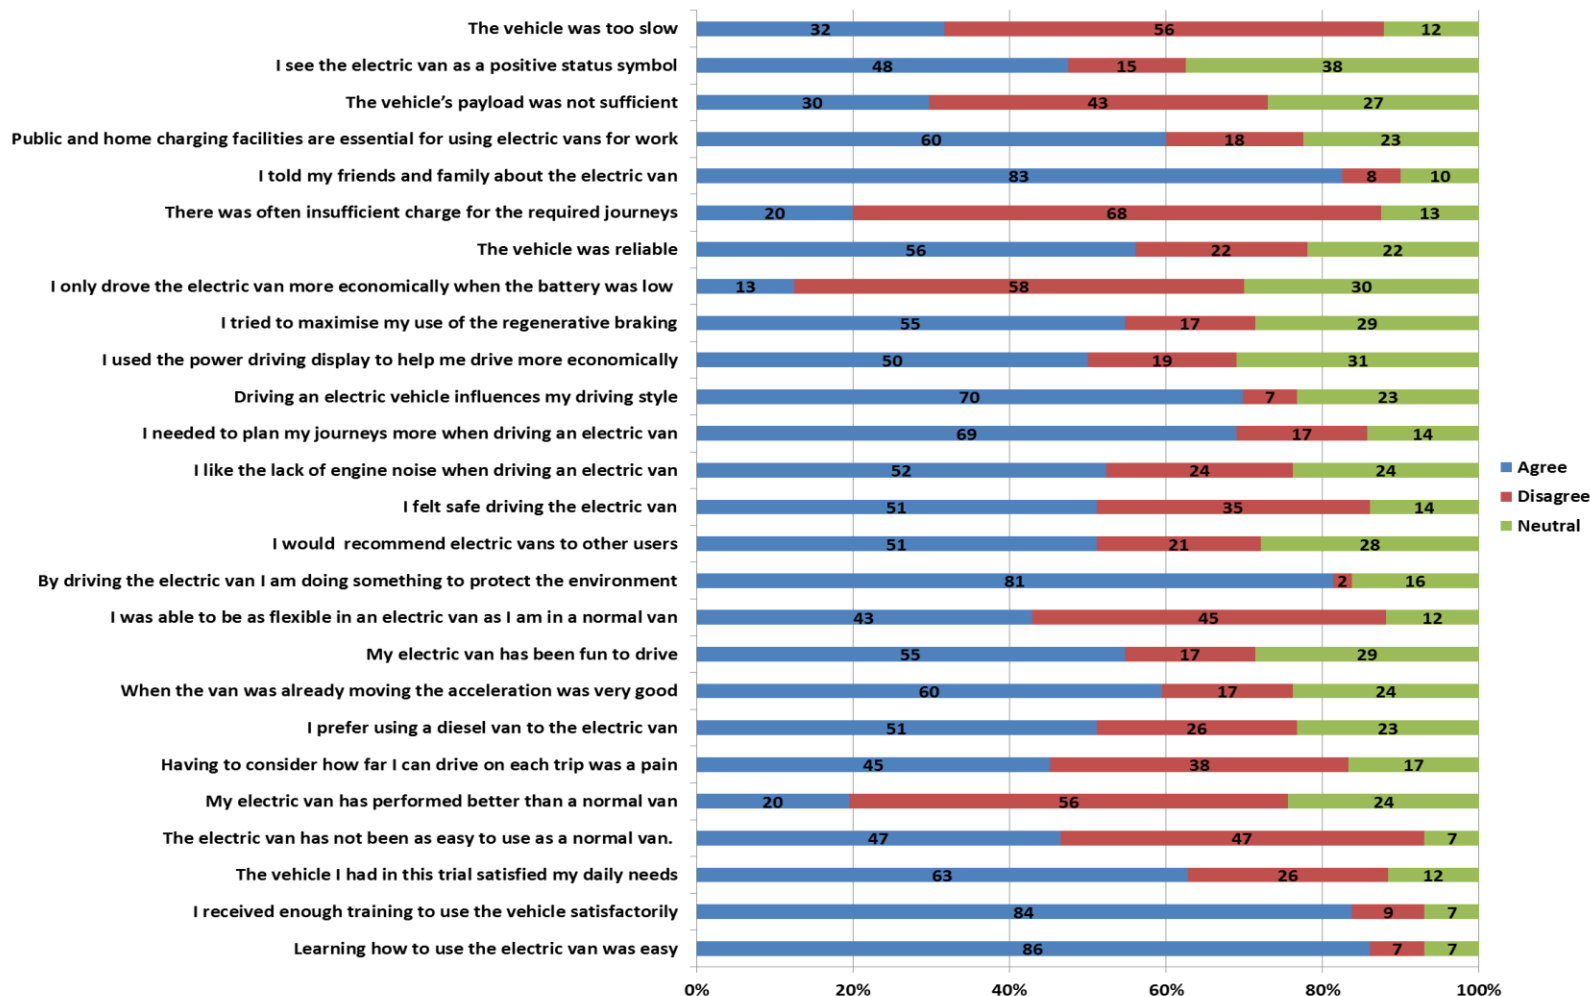 The vehicle was too slow 32 56 12
I see the electric van as a positive status symbol 48 15 38
The vehicle’s payload was not sufficient 30 43 27
Public and home charging facilities are essential for using electric vans for work 60 18 23
I told my friends and family about the electric van 83 8 10
There was often insufficient charge for the required journeys 20 68 13
The vehicle was reliable 56 22 22
I only drove the electric van more economically when the battery was low 13 58 30
I tried to maximise my use of the regenerative braking 55 17 29
I used the power driving display to help me drive more economically 50 19 31
Driving an electric vehicle influences my driving style 70 7 23
I needed to plan my journeys more when driving an electric van 69 17 14
I like the lack of engine noise when driving an electric van 52 24 24
I felt safe driving the electric van 51 35 14
I would recommend electric vans to other users 51 21 28
By driving the electric van I am doing something to protect the environment 81 2 16
I was able to be as flexible in an electric van as I am in a normal van 43 45 12
My electric van has been fun to drive 55 17 29
When the van was already moving the acceleration was very good 60 17 24
I prefer using a diesel van to the electric van 51 26 23
Having to consider how far I can drive on each trip was a pain 45 38 17
My electric van has performed better than a normal van 20 56 24
The electric van has not been as easy to use as a normal van. 47 47 7
The vehicle I had in this trial satisfied my daily needs 63 26 12
I received enough training to use the vehicle satisfactorily 84 9 7
Learning how to use the electric van was easy 86 7 7
0% 20% 40% 60% 80% 100%
Agree
Disagree
Neutral